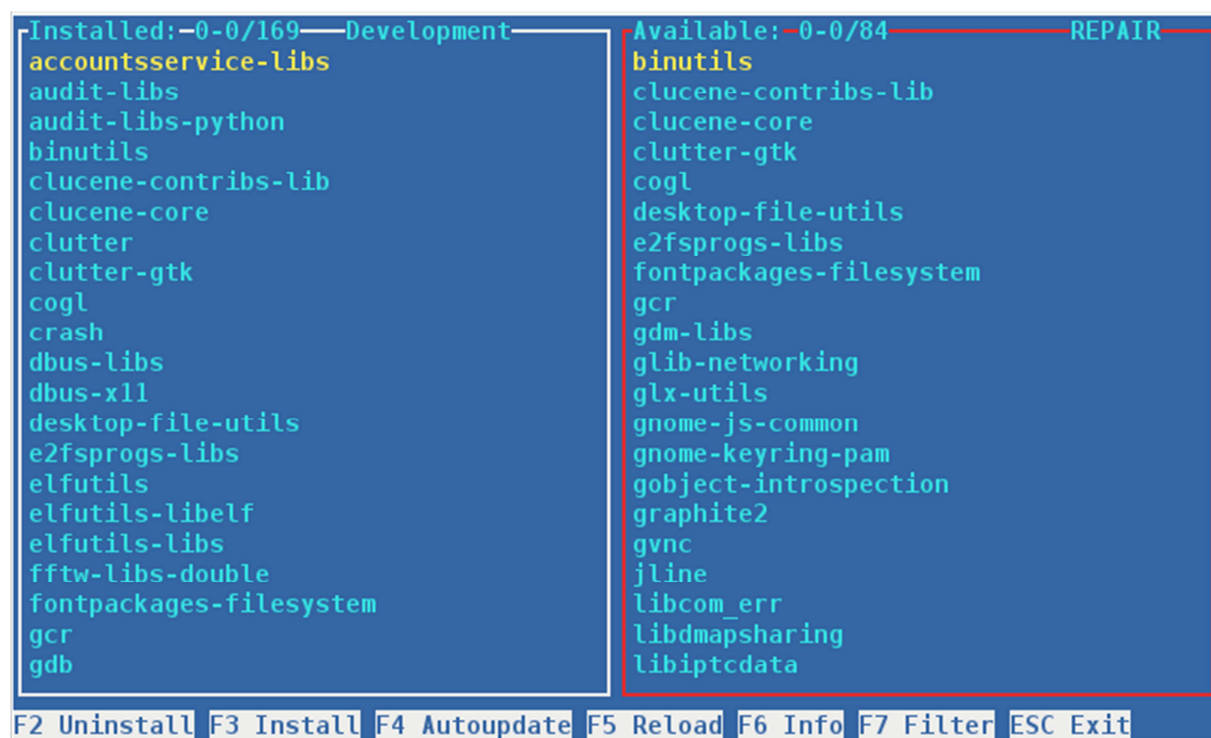 Installed: 0-0/169 Development
accountsservice-libs
audit-libs
audit-libs-python
binutils
clucene-contribs-lib
clucene-core
clutter
clutter-gtk
cogl
crash
dbus-libs
dbus-x11
desktop-file-utils
e2fsprogs-libs
elfutils
elfutils-libelf
elfutils-libs
fftw-libs-double
fontpackages-filesystem
gcr
gdb
Available: 0-0/84 REPAIR
binutils
clucene-contribs-lib
clucene-core
clutter-gtk
cogl
desktop-file-utils
e2fsprogs-libs
fontpackages-filesystem
gcr
gdm-libs
glib-networking
glx-utils
gnome-js-common
gnome-keyring-pam
gobject-introspection
graphite2
gvnc
jline
libcom_err
libdmapsharing
libiptcdata
F2 Uninstall F3 Install F4 Autoupdate F5 Reload F6 Info F7 Filter ESC Exit